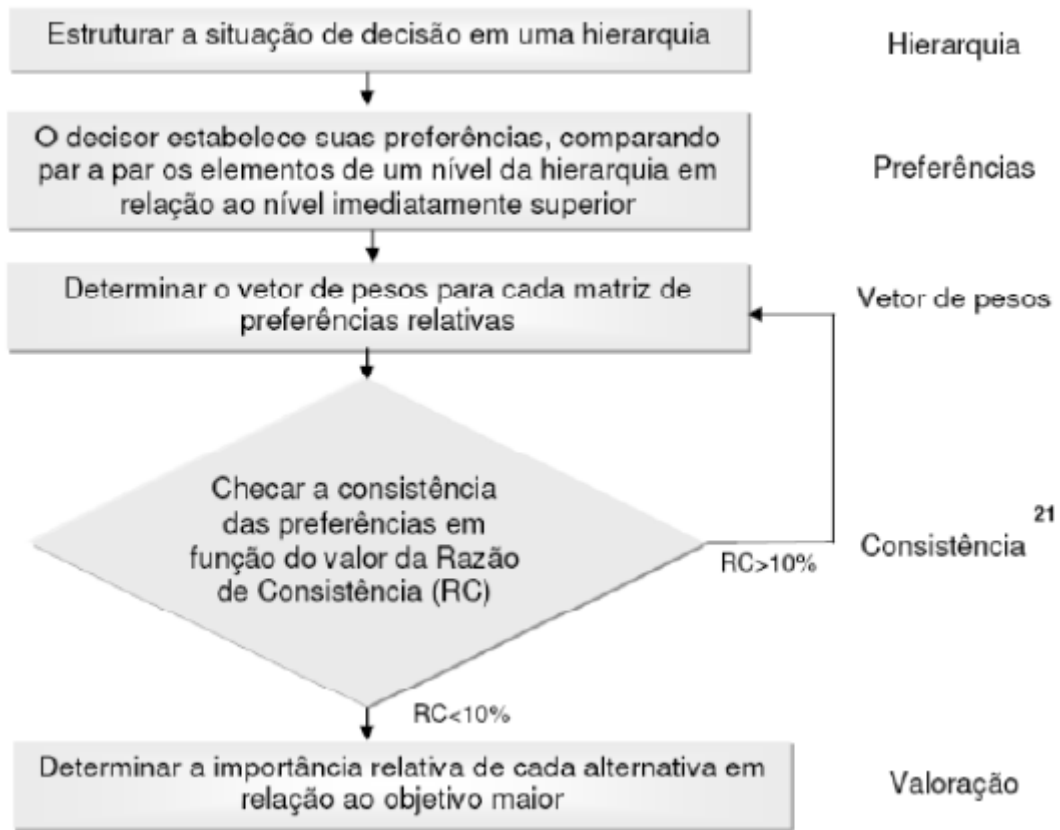 Estruturar a situação de decisão em uma hierarquia
Hierarquia
O decisor estabelece suas preferências, comparando
par a par os elementos de um nível da hierarquia em
relação ao nível imediatamente superior
Preferências
Determinar o vetor de pesos para cada matriz de
preferências relativas
Vetor de pesos
Checar a consistência
das preferências em
função do valor da Razão
de Consistência (RC)
RC>10%
Consistência 21
RC<10%
Determinar a importância relativa de cada alternativa em
relação ao objetivo maior
Valoração